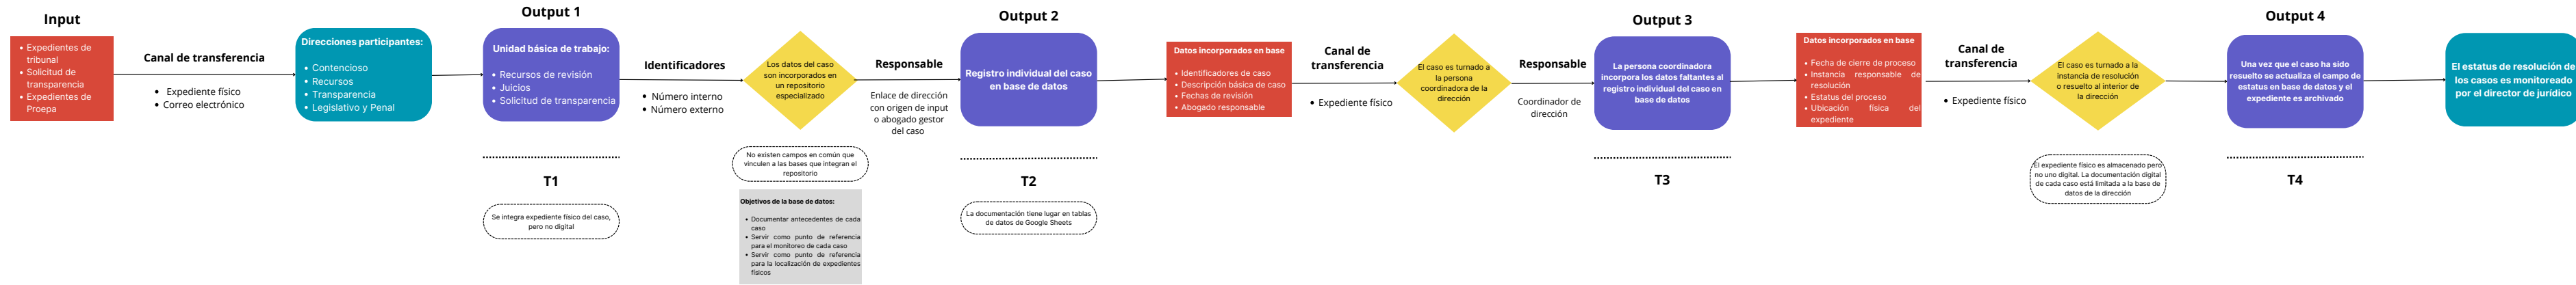 Input
• Expedientes de
tribunal
• Solicitud de
transparencia
• Expedientes de
Proepa
Canal de transferencia
• Expediente físico
• Correo electrónico
Direcciones participantes:
• Contencioso
• Recursos
• Transparencia
• Legislativo y Penal
Output 1
Unidad básica de trabajo:
• Recursos de revisión
• Juicios
• Solicitud de transparencia
T1
Se integra expediente físico del caso,
pero no digital
Identificadores
• Número interno
• Número externo
Los datos del caso
son incorporados en
un repositorio
especializado
No existen campos en común que
vinculen a las bases que integran el
repositorio
Objetivos de la base de datos:
• Documentar antecedentes de cada
caso
• Servir como punto de referencia
para el monitoreo de cada caso
• Servir como punto de referencia
para la localización de expedientes
físicos
Responsable
Enlace de dirección
con origen de input
o abogado gestor
del caso
Output 2
Registro individual del caso
en base de datos
T2
La documentación tiene lugar en tablas
de datos de Google Sheets
Datos incorporados en base
• Identificadores de caso
• Descripción básica de caso
• Fechas de revisión
• Abogado responsable
Canal de
transferencia
• Expediente físico
El caso es turnado a
la persona
coordinadora de la
dirección
Responsable
Coordinador de
dirección
Output 3
La persona coordinadora
incorpora los datos faltantes al
registro individual del caso en
base de datos
T3
Datos incorporados en base
• Fecha de cierre de proceso
• Instancia responsable de
resolución
• Estatus del proceso
• Ubicación física del
expediente
Canal de
transferencia
• Expediente físico
El caso es turnado a la
instancia de resolución
o resuelto al interior de
la dirección
El expediente físico es almacenado pero
no uno digital. La documentación digital
de cada caso está limitada a la base de
datos de la dirección
Output 4
Una vez que el caso ha sido
resuelto se actualiza el campo de
estatus en base de datos y el
expediente es archivado
T4
El estatus de resolución de
los casos es monitoreado
por el director de jurídico